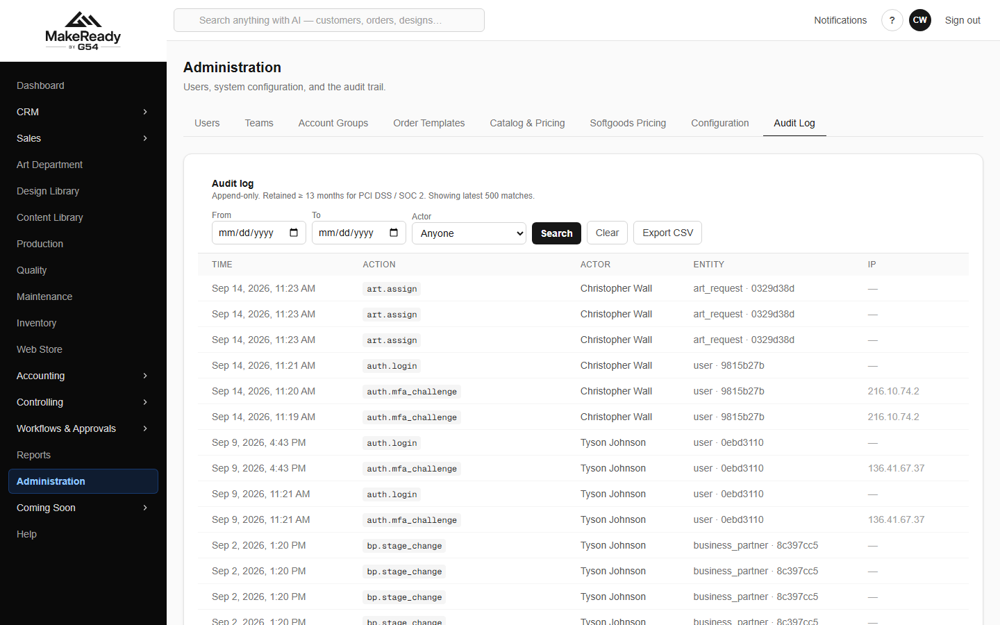 MakeReady
BY G54
Search anything with AI — customers, orders, designs…
Notifications
?
CW
Sign out
Dashboard
CRM
Sales
Art Department
Design Library
Content Library
Production
Quality
Maintenance
Inventory
Web Store
Accounting
Controlling
Workflows & Approvals
Reports
Administration
Coming Soon
Help
Administration
Users, system configuration, and the audit trail.
Users Teams Account Groups Order Templates Catalog & Pricing Softgoods Pricing Configuration Audit Log
Audit log
Append-only. Retained ≥ 13 months for PCI DSS / SOC 2. Showing latest 500 matches.
From To Actor
mm/dd/yyyy mm/dd/yyyy Anyone Search Clear Export CSV
TIME ACTION ACTOR ENTITY IP
Sep 14, 2026, 11:23 AM art.assign Christopher Wall art_request · 0329d38d —
Sep 14, 2026, 11:23 AM art.assign Christopher Wall art_request · 0329d38d —
Sep 14, 2026, 11:23 AM art.assign Christopher Wall art_request · 0329d38d —
Sep 14, 2026, 11:21 AM auth.login Christopher Wall user · 9815b27b —
Sep 14, 2026, 11:20 AM auth.mfa_challenge Christopher Wall user · 9815b27b 216.10.74.2
Sep 14, 2026, 11:19 AM auth.mfa_challenge Christopher Wall user · 9815b27b 216.10.74.2
Sep 9, 2026, 4:43 PM auth.login Tyson Johnson user · 0ebd3110 —
Sep 9, 2026, 4:43 PM auth.mfa_challenge Tyson Johnson user · 0ebd3110 136.41.67.37
Sep 9, 2026, 11:21 AM auth.login Tyson Johnson user · 0ebd3110 —
Sep 9, 2026, 11:21 AM auth.mfa_challenge Tyson Johnson user · 0ebd3110 136.41.67.37
Sep 2, 2026, 1:20 PM bp.stage_change Tyson Johnson business_partner · 8c397cc5 —
Sep 2, 2026, 1:20 PM bp.stage_change Tyson Johnson business_partner · 8c397cc5 —
Sep 2, 2026, 1:20 PM bp.stage_change Tyson Johnson business_partner · 8c397cc5 —
Sep 2, 2026, 1:20 PM bp.stage_change Tyson Johnson business_partner · 8c397cc5 —